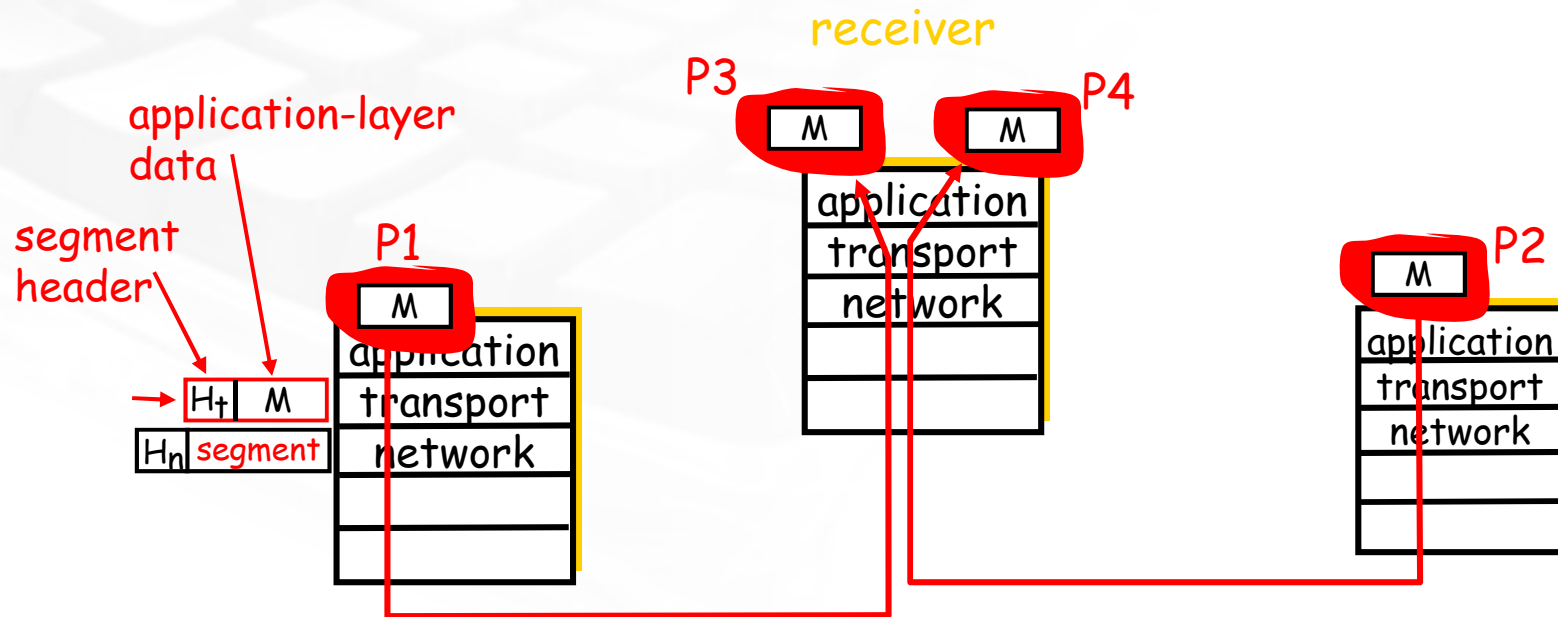 receiver
P3
P4
M
M
application-layer
data
application
transport
network
segment
header
P1
M
P2
M
application
transport
network
application
transport
network
Ht M
Hn segment